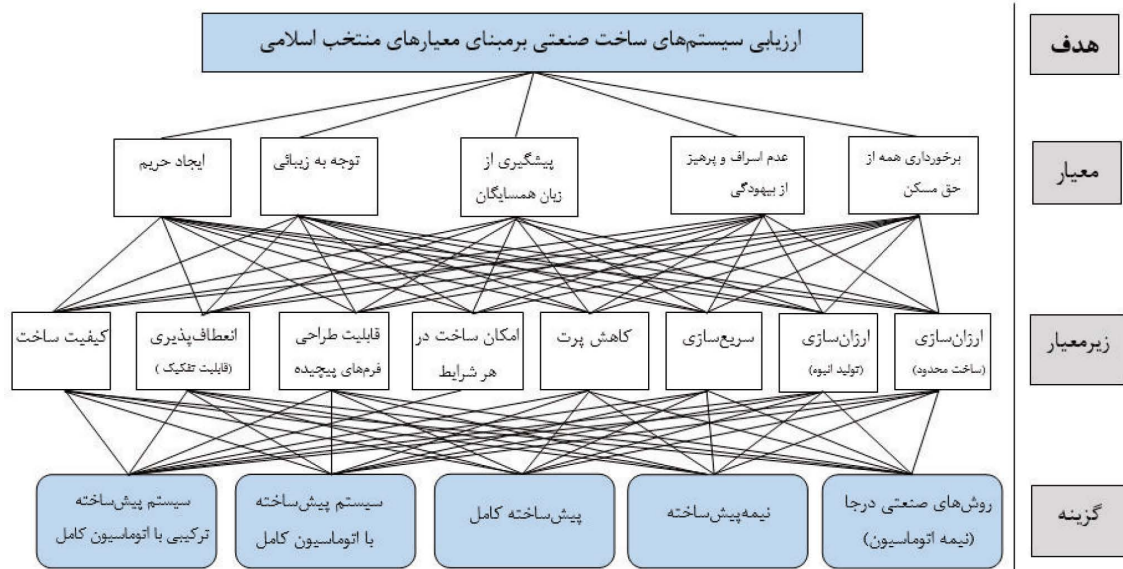 هدف
ارزیابی سیستم‌های ساخت صنعتی برمبنای معیارهای منتخب اسلامی
معیار
برخورداری همه از
حق مسکن
عدم اسراف و پرهیز
از بیهودگی
پیشگیری از
زیان همسایگان
توجه به زیبائی
ایجاد حریم
زیرمعیار
ارزان‌سازی
(ساخت محدود)
ارزان‌سازی
(تولید انبوه)
سریع‌سازی
کاهش پرت
امکان ساخت در
هر شرایط
قابلیت طراحی
فرم‌های پیچیده
انعطاف‌پذیری
(قابلیت تفکیک )
کیفیت ساخت
گزینه
روش‌های صنعتی درجا
(نیمه اتوماسیون)
نیمه‌پیش‌ساخته
پیش‌ساخته کامل
سیستم پیش‌ساخته
با اتوماسیون کامل
سیستم پیش‌ساخته
ترکیبی با اتوماسیون کامل